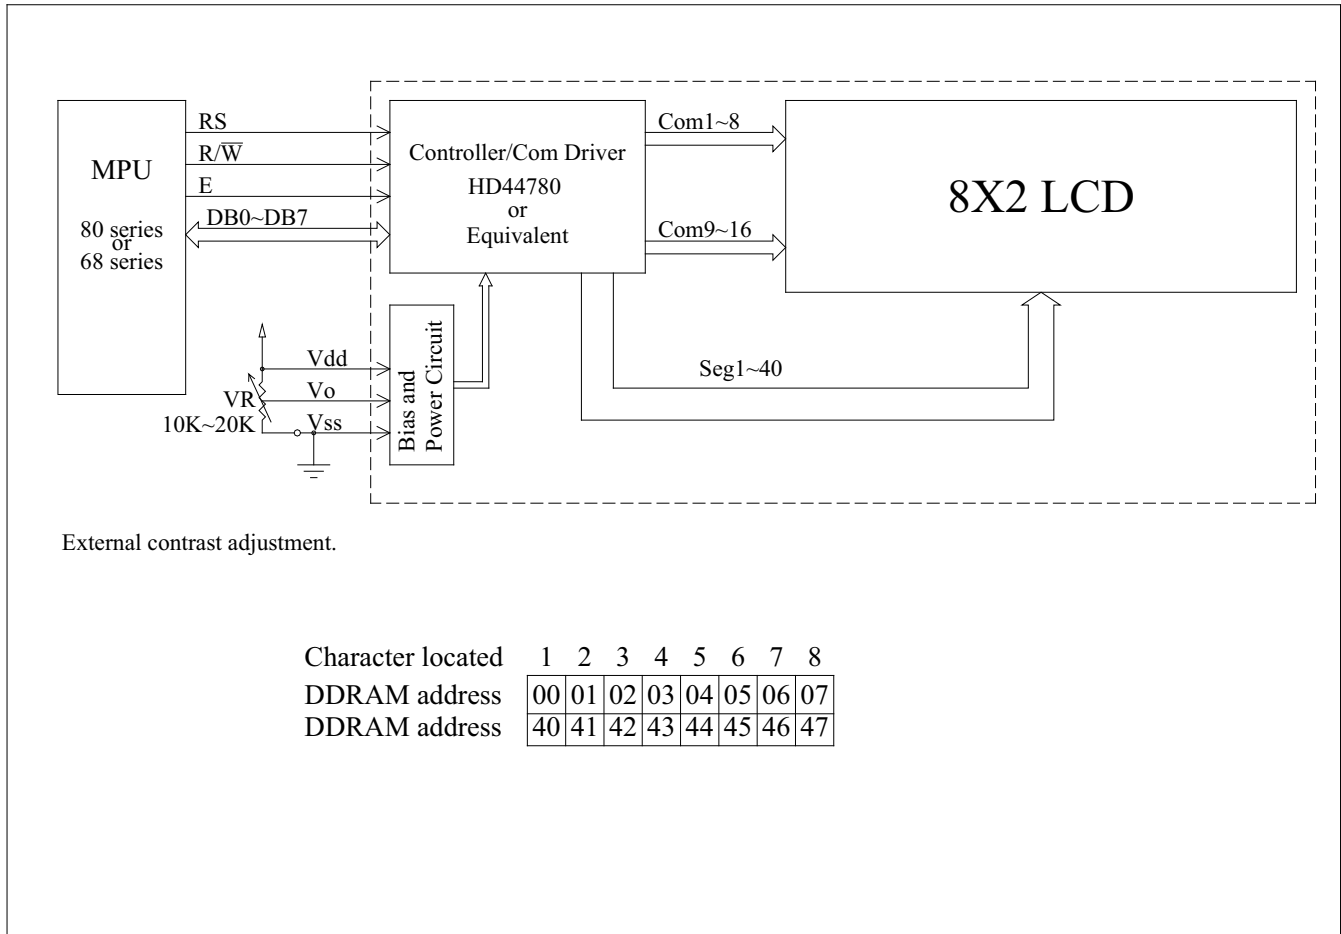 RS
R/W̅
E
DB0~DB7
MPU
80 series
or
68 series
Controller/Com Driver
HD44780
or
Equivalent
Com1~8
Com9~16
8X2 LCD
Seg1~40
Vdd
Vo
Vss
VR
10K~20K
Bias and
Power Circuit
External contrast adjustment.
Character located 1 2 3 4 5 6 7 8
DDRAM address 00 01 02 03 04 05 06 07
DDRAM address 40 41 42 43 44 45 46 47